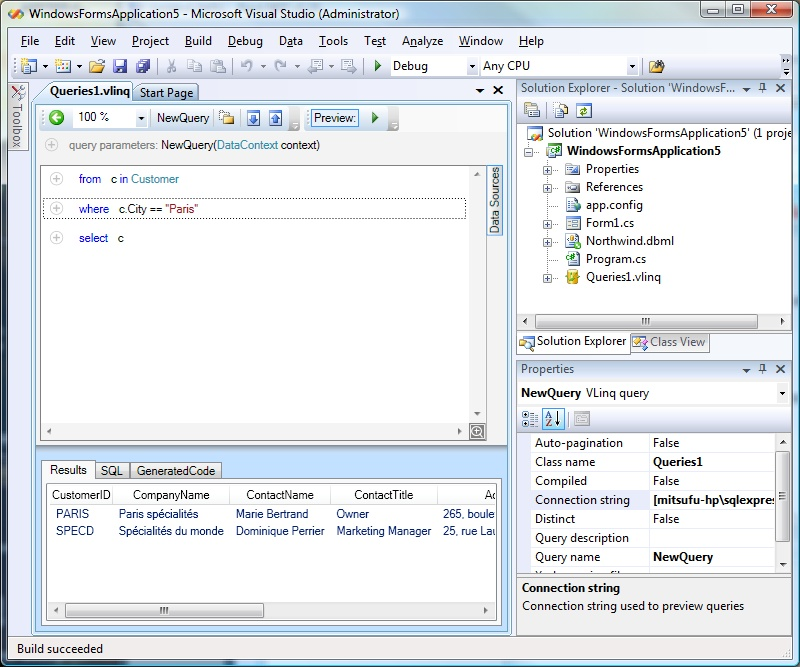 WindowsFormsApplication5 - Microsoft Visual Studio (Administrator)
File Edit View Project Build Debug Data Tools Test Analyze Window Help
Debug Any CPU
Toolbox
Queries1.vlinq Start Page
100 % NewQuery Preview:
query parameters: NewQuery(DataContext context)
from c in Customer
where c.City == "Paris"
select c
Data Sources
Results SQL GeneratedCode
CustomerID CompanyName ContactName ContactTitle Ac
PARIS Paris spécialités Marie Bertrand Owner 265, boule
SPECD Spécialités du monde Dominique Perrier Marketing Manager 25, rue Lau
Solution Explorer - Solution 'WindowsF...
Solution 'WindowsFormsApplication5' (1 proje
WindowsFormsApplication5
Properties
References
app.config
Form1.cs
Northwind.dbml
Program.cs
Queries1.vlinq
Solution Explorer Class View
Properties
NewQuery VLinq query
Auto-pagination False
Class name Queries1
Compiled False
Connection string [mitsufu-hp\sqlexpres
Distinct False
Query description
Query name NewQuery
Connection string
Connection string used to preview queries
Build succeeded